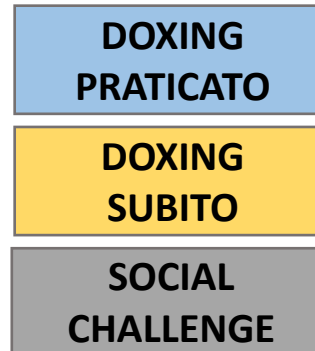 DOXING
PRATICATO
DOXING
SUBITO
SOCIAL
CHALLENGE